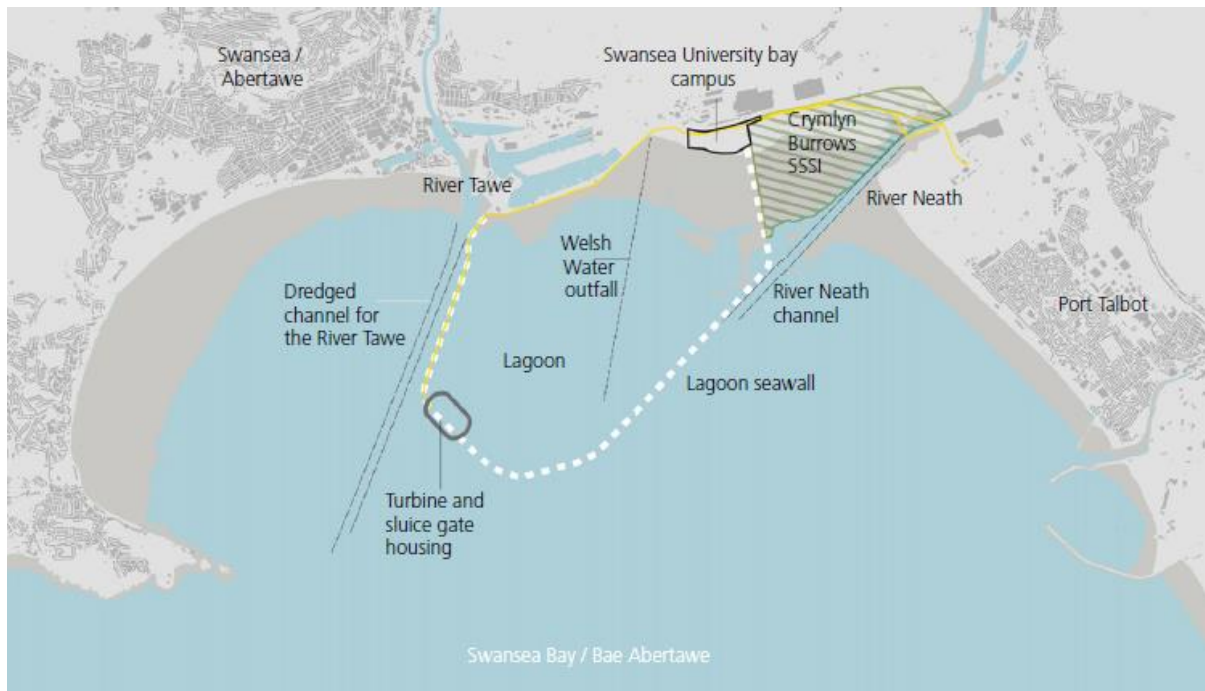 Swansea /
Abertawe
Swansea University bay
campus
Crymlyn
Burrows
SSSI
River Tawe
River Neath
Welsh
Water
outfall
Dredged
channel for
the River Tawe
River Neath
channel
Port Talbot
Lagoon
Lagoon seawall
Turbine and
sluice gate
housing
Swansea Bay / Bae Abertawe